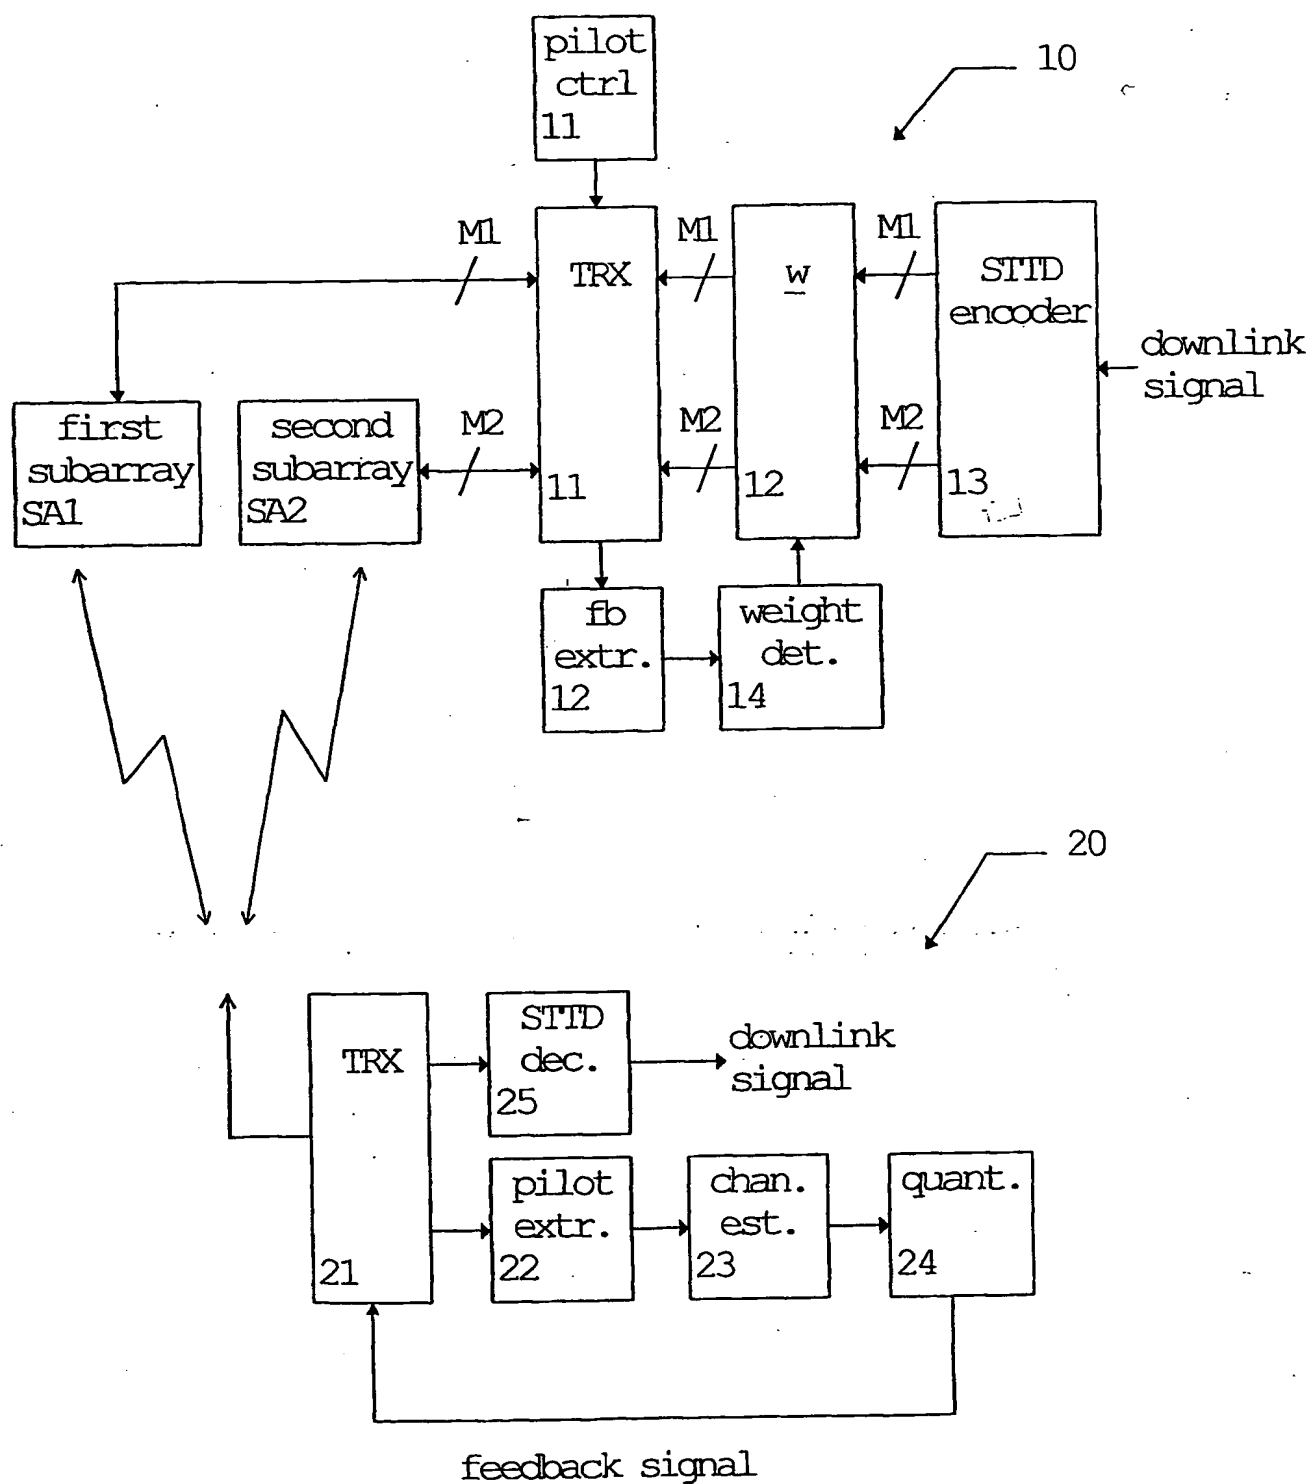 pilot
ctrl
11
10
M1
M1
M1
TRX
w
STTD
encoder
downlink
signal
first
subarray
SA1
second
subarray
SA2
M2
M2
M2
11
12
13
fb
extr.
12
weight
det.
14
20
TRX
21
STTD
dec.
25
downlink
signal
pilot
extr.
22
chan.
est.
23
quant.
24
feedback signal